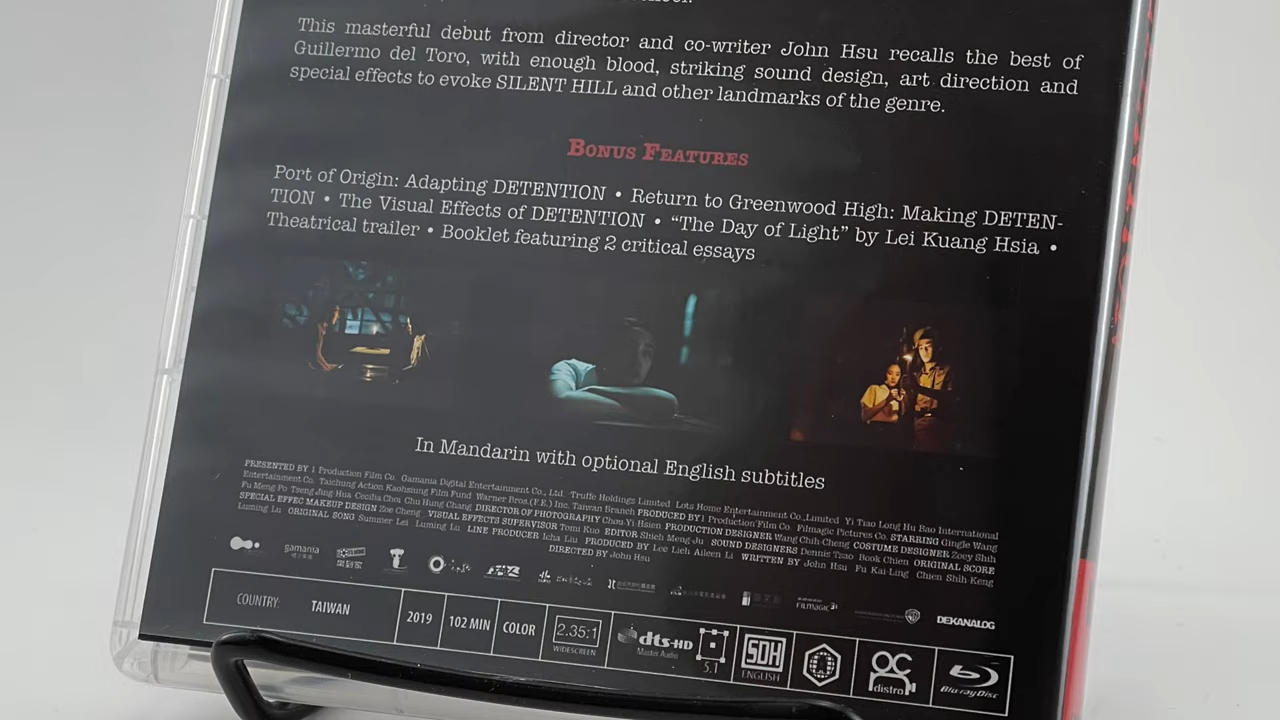 This masterful debut from director and co-writer John Hsu recalls the best of
Guillermo del Toro, with enough blood, striking sound design, art direction and
special effects to evoke SILENT HILL and other landmarks of the genre.
BONUS FEATURES
Port of Origin: Adapting DETENTION • Return to Greenwood High: Making DETEN-
TION • The Visual Effects of DETENTION • “The Day of Light” by Lei Kuang Hsia •
Theatrical trailer • Booklet featuring 2 critical essays
In Mandarin with optional English subtitles
PRESENTED BY 1 Production Film Co. Gamania Digital Entertainment Co., Ltd. Truffe Holdings Limited Lots Home Entertainment Co.,Limited Yi Tiao Long Hu Bao International
Entertainment Co. Taichung Action Kaohsiung Film Fund Warner Bros.(F.E.) Inc. Taiwan Branch PRODUCED BY 1 Production Film Co. Filmagic Pictures Co. STARRING Gingle Wang
Fu Meng Po Tseng Jing Hua Cecilia Choi Chu Hung Chang DIRECTOR OF PHOTOGRAPHY Chou Yi-Hsien PRODUCTION DESIGNER Wang Chih-Cheng COSTUME DESIGNER Zoey Shih
SPECIAL EFFEC MAKEUP DESIGN Zoe Cheng VISUAL EFFECTS SUPERVISOR Tomi Kuo EDITOR Shieh Meng-Ju SOUND DESIGNERS Dennis Tsao Book Chien ORIGINAL SCORE
Luming Lu ORIGINAL SONG Summer Lei Luming Lu LINE PRODUCER Icha Liu PRODUCED BY Lee Lieh Aileen Li WRITTEN BY John Hsu Fu Kai-Ling Chien Shih-Keng
DIRECTED BY John Hsu
gamania
FILMAGIC
DEKANALOG
COUNTRY: TAIWAN 2019 102 MIN COLOR 2.35:1 WIDESCREEN dts-HD Master Audio 5.1 SDH ENGLISH OC distro Blu-ray Disc